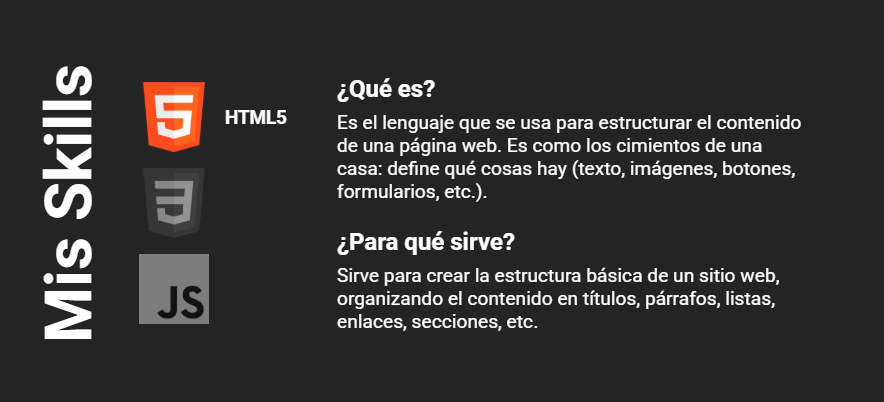 Mis Skills
5
HTML5
3
JS
¿Qué es?
Es el lenguaje que se usa para estructurar el contenido
de una página web. Es como los cimientos de una
casa: define qué cosas hay (texto, imágenes, botones,
formularios, etc.).
¿Para qué sirve?
Sirve para crear la estructura básica de un sitio web,
organizando el contenido en títulos, párrafos, listas,
enlaces, secciones, etc.